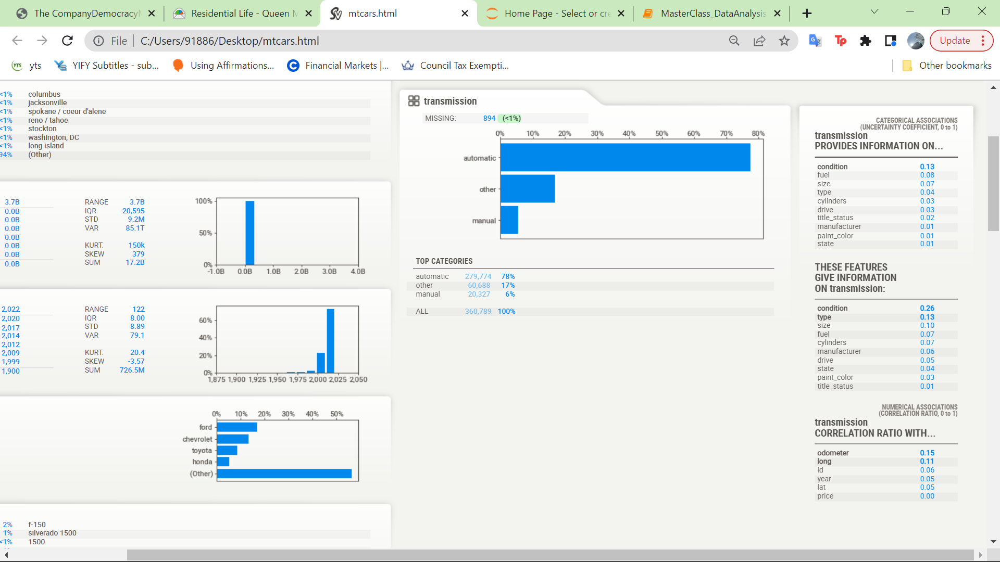 The CompanyDemocracyM
Residential Life - Queen M
mtcars.html
Home Page - Select or cre
MasterClass_DataAnalysis
File
C:/Users/91886/Desktop/mtcars.html
Update
yts
YIFY Subtitles - sub...
Using Affirmations...
Financial Markets |...
Council Tax Exempti...
Other bookmarks
<1% columbus
<1% jacksonville
<1% spokane / coeur d'alene
<1% reno / tahoe
<1% stockton
<1% washington, DC
<1% long island
94% (Other)
3.7B RANGE 3.7B
0.0B IQR 20,595
0.0B STD 9.2M
0.0B VAR 85.1T
0.0B
0.0B KURT. 150k
0.0B SKEW 379
0.0B SUM 17.2B
100%
50%
0%
-1.0B 0.0B 1.0B 2.0B 3.0B 4.0B
2,022 RANGE 122
2,020 IQR 8.00
2,017 STD 8.89
2,014 VAR 79.1
2,012
2,009 KURT. 20.4
1,999 SKEW -3.57
1,900 SUM 726.5M
60%
40%
20%
0%
1,875 1,900 1,925 1,950 1,975 2,000 2,025 2,050
0% 10% 20% 30% 40% 50%
ford
chevrolet
toyota
honda
(Other)
2% f-150
1% silverado 1500
<1% 1500
transmission
MISSING: 894 (<1%)
0% 10% 20% 30% 40% 50% 60% 70% 80%
automatic
other
manual
TOP CATEGORIES
automatic 279,774 78%
other 60,688 17%
manual 20,327 6%
ALL 360,789 100%
CATEGORICAL ASSOCIATIONS
(UNCERTAINTY COEFFICIENT, 0 to 1)
transmission
PROVIDES INFORMATION ON...
condition 0.13
fuel 0.08
size 0.07
type 0.04
cylinders 0.03
drive 0.03
title_status 0.02
manufacturer 0.01
paint_color 0.01
state 0.01
THESE FEATURES
GIVE INFORMATION
ON transmission:
condition 0.26
type 0.13
size 0.10
fuel 0.07
cylinders 0.07
manufacturer 0.06
drive 0.05
state 0.04
paint_color 0.03
title_status 0.01
NUMERICAL ASSOCIATIONS
(CORRELATION RATIO, 0 to 1)
transmission
CORRELATION RATIO WITH...
odometer 0.15
long 0.11
id 0.06
year 0.05
lat 0.05
price 0.00